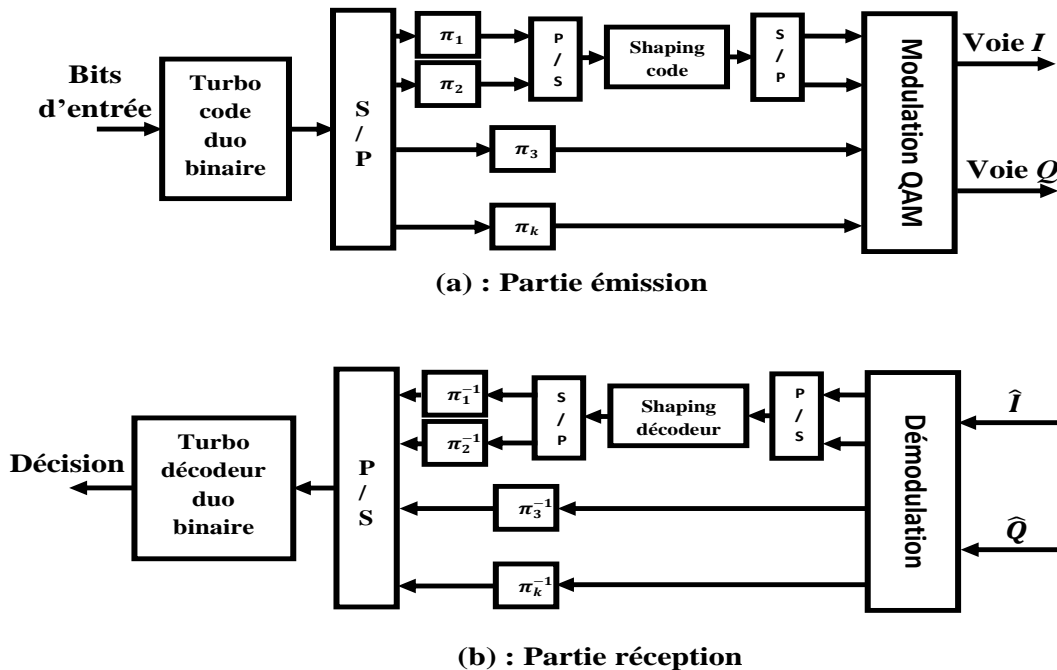 Bits
d’entrée
Turbo
code
duo
binaire
S
/
P
π₁
π₂
P
/
S
Shaping
code
S
/
P
π₃
πₖ
Modulation QAM
Voie I
Voie Q
(a) : Partie émission
Décision
Turbo
décodeur
duo
binaire
P
/
S
π₁⁻¹
π₂⁻¹
S
/
P
Shaping
décodeur
P
/
S
π₃⁻¹
πₖ⁻¹
Démodulation
Î
Q̂
(b) : Partie réception